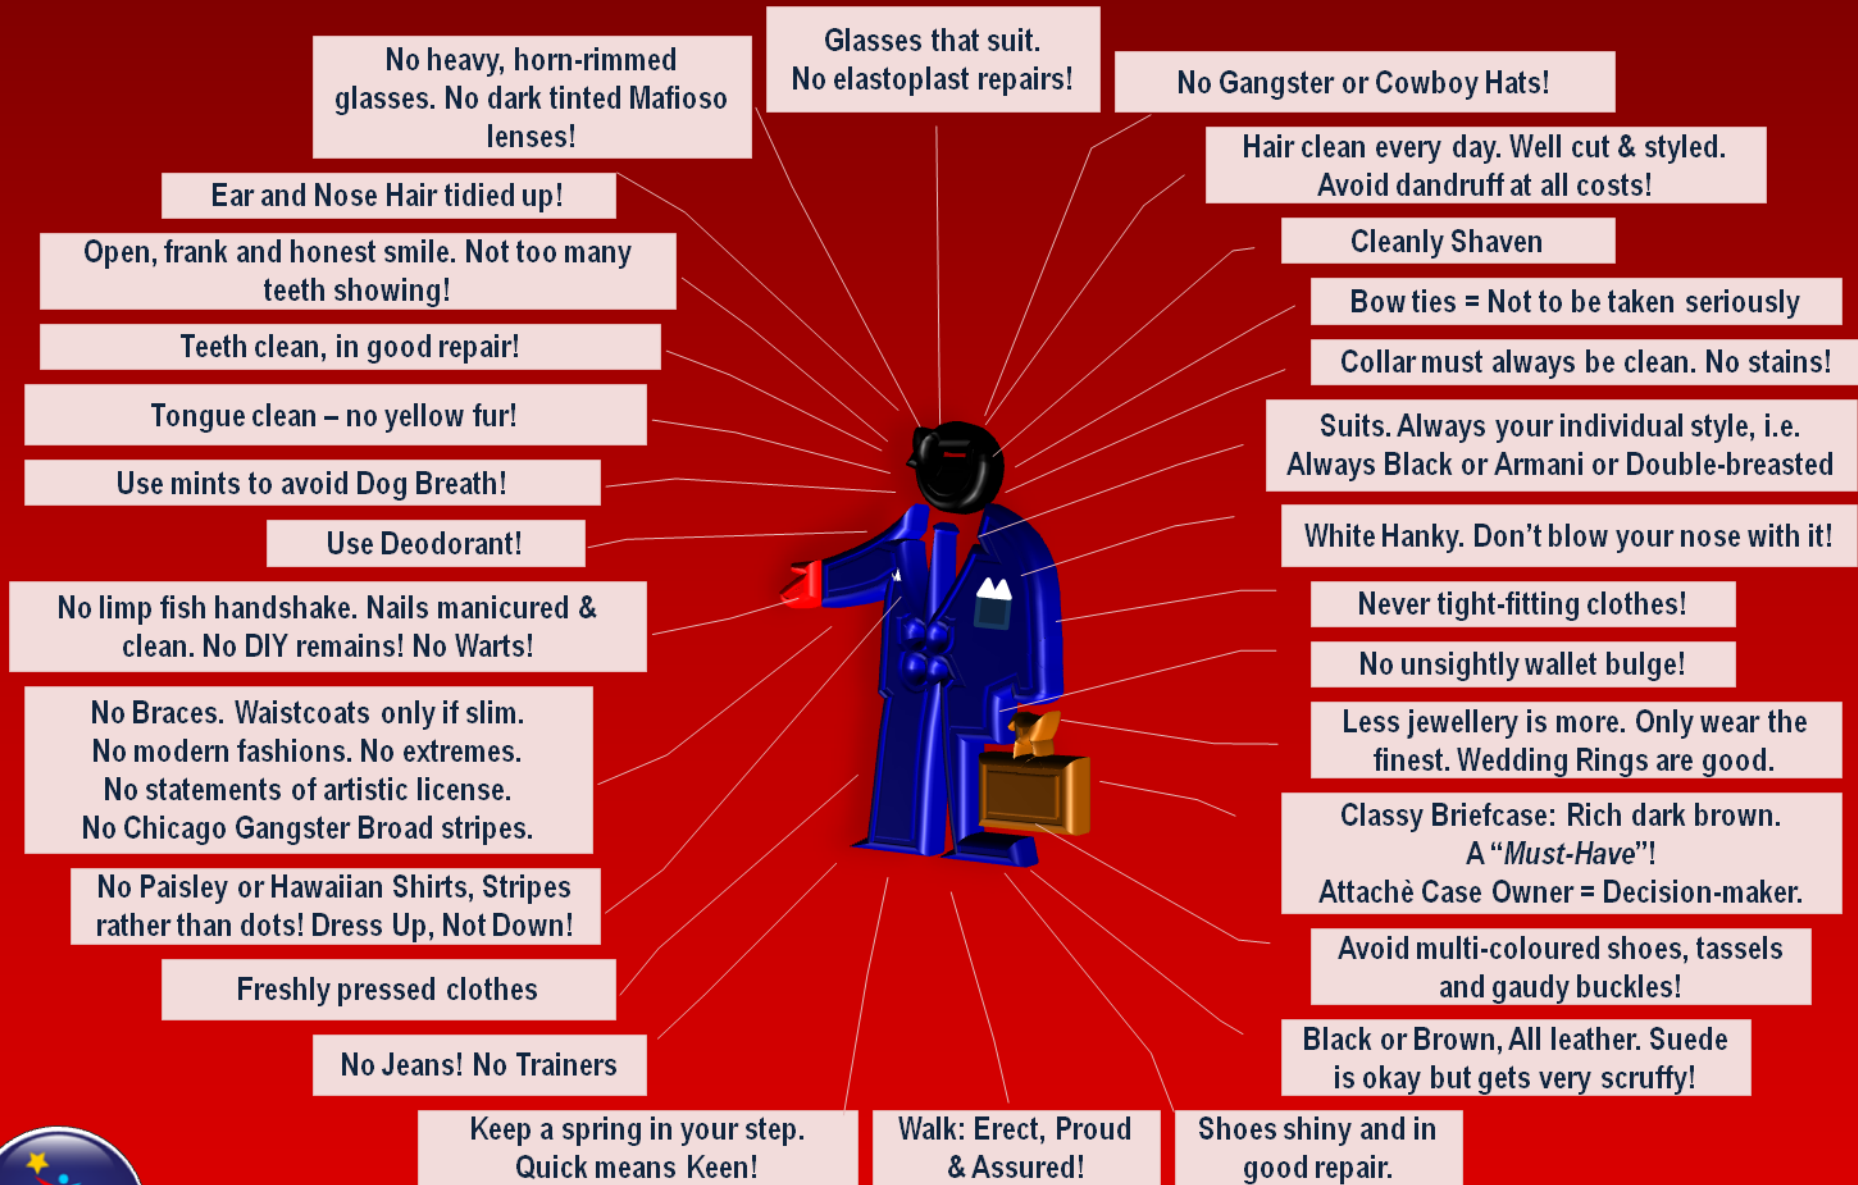 No heavy, horn-rimmed
glasses. No dark tinted Mafioso
lenses!
Glasses that suit.
No elastoplast repairs!
No Gangster or Cowboy Hats!
Hair clean every day. Well cut & styled.
Avoid dandruff at all costs!
Ear and Nose Hair tidied up!
Cleanly Shaven
Open, frank and honest smile. Not too many
teeth showing!
Bow ties = Not to be taken seriously
Teeth clean, in good repair!
Collar must always be clean. No stains!
Tongue clean – no yellow fur!
Suits. Always your individual style, i.e.
Always Black or Armani or Double-breasted
Use mints to avoid Dog Breath!
White Hanky. Don't blow your nose with it!
Use Deodorant!
Never tight-fitting clothes!
No limp fish handshake. Nails manicured &
clean. No DIY remains! No Warts!
No unsightly wallet bulge!
No Braces. Waistcoats only if slim.
No modern fashions. No extremes.
No statements of artistic license.
No Chicago Gangster Broad stripes.
Less jewellery is more. Only wear the
finest. Wedding Rings are good.
Classy Briefcase: Rich dark brown.
A “Must-Have”!
Attachè Case Owner = Decision-maker.
No Paisley or Hawaiian Shirts, Stripes
rather than dots! Dress Up, Not Down!
Avoid multi-coloured shoes, tassels
and gaudy buckles!
Freshly pressed clothes
Black or Brown, All leather. Suede
is okay but gets very scruffy!
No Jeans! No Trainers
Keep a spring in your step.
Quick means Keen!
Walk: Erect, Proud
& Assured!
Shoes shiny and in
good repair.